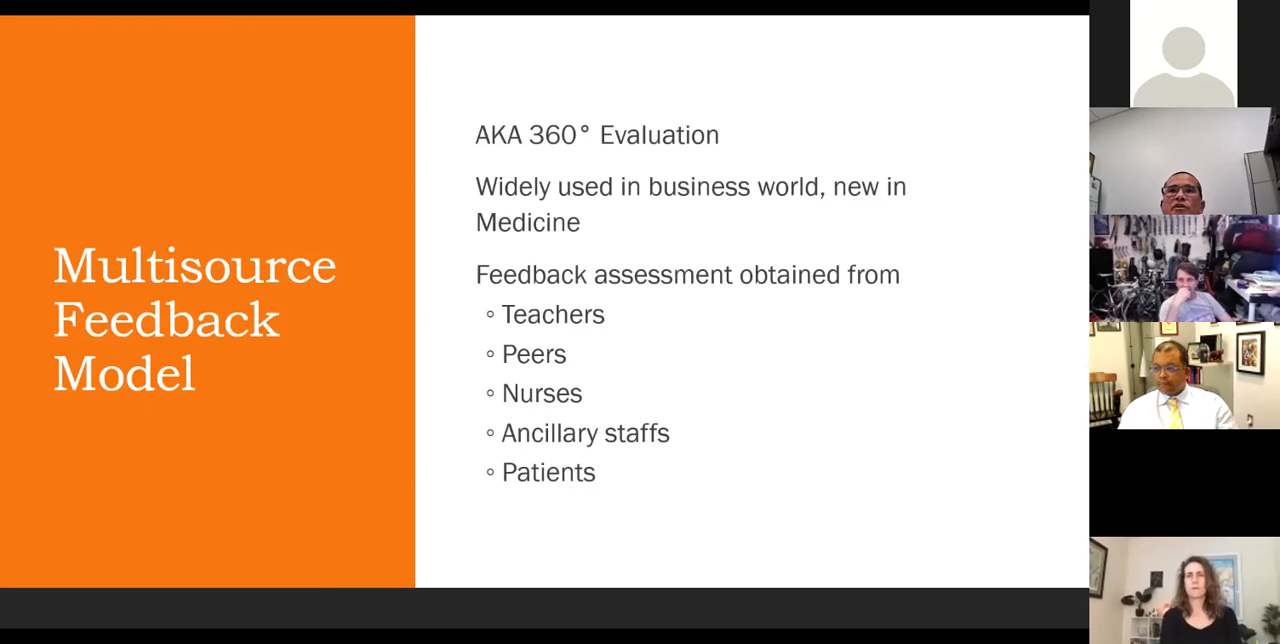 Multisource
Feedback
Model
AKA 360° Evaluation
Widely used in business world, new in
Medicine
Feedback assessment obtained from
◦ Teachers
◦ Peers
◦ Nurses
◦ Ancillary staffs
◦ Patients